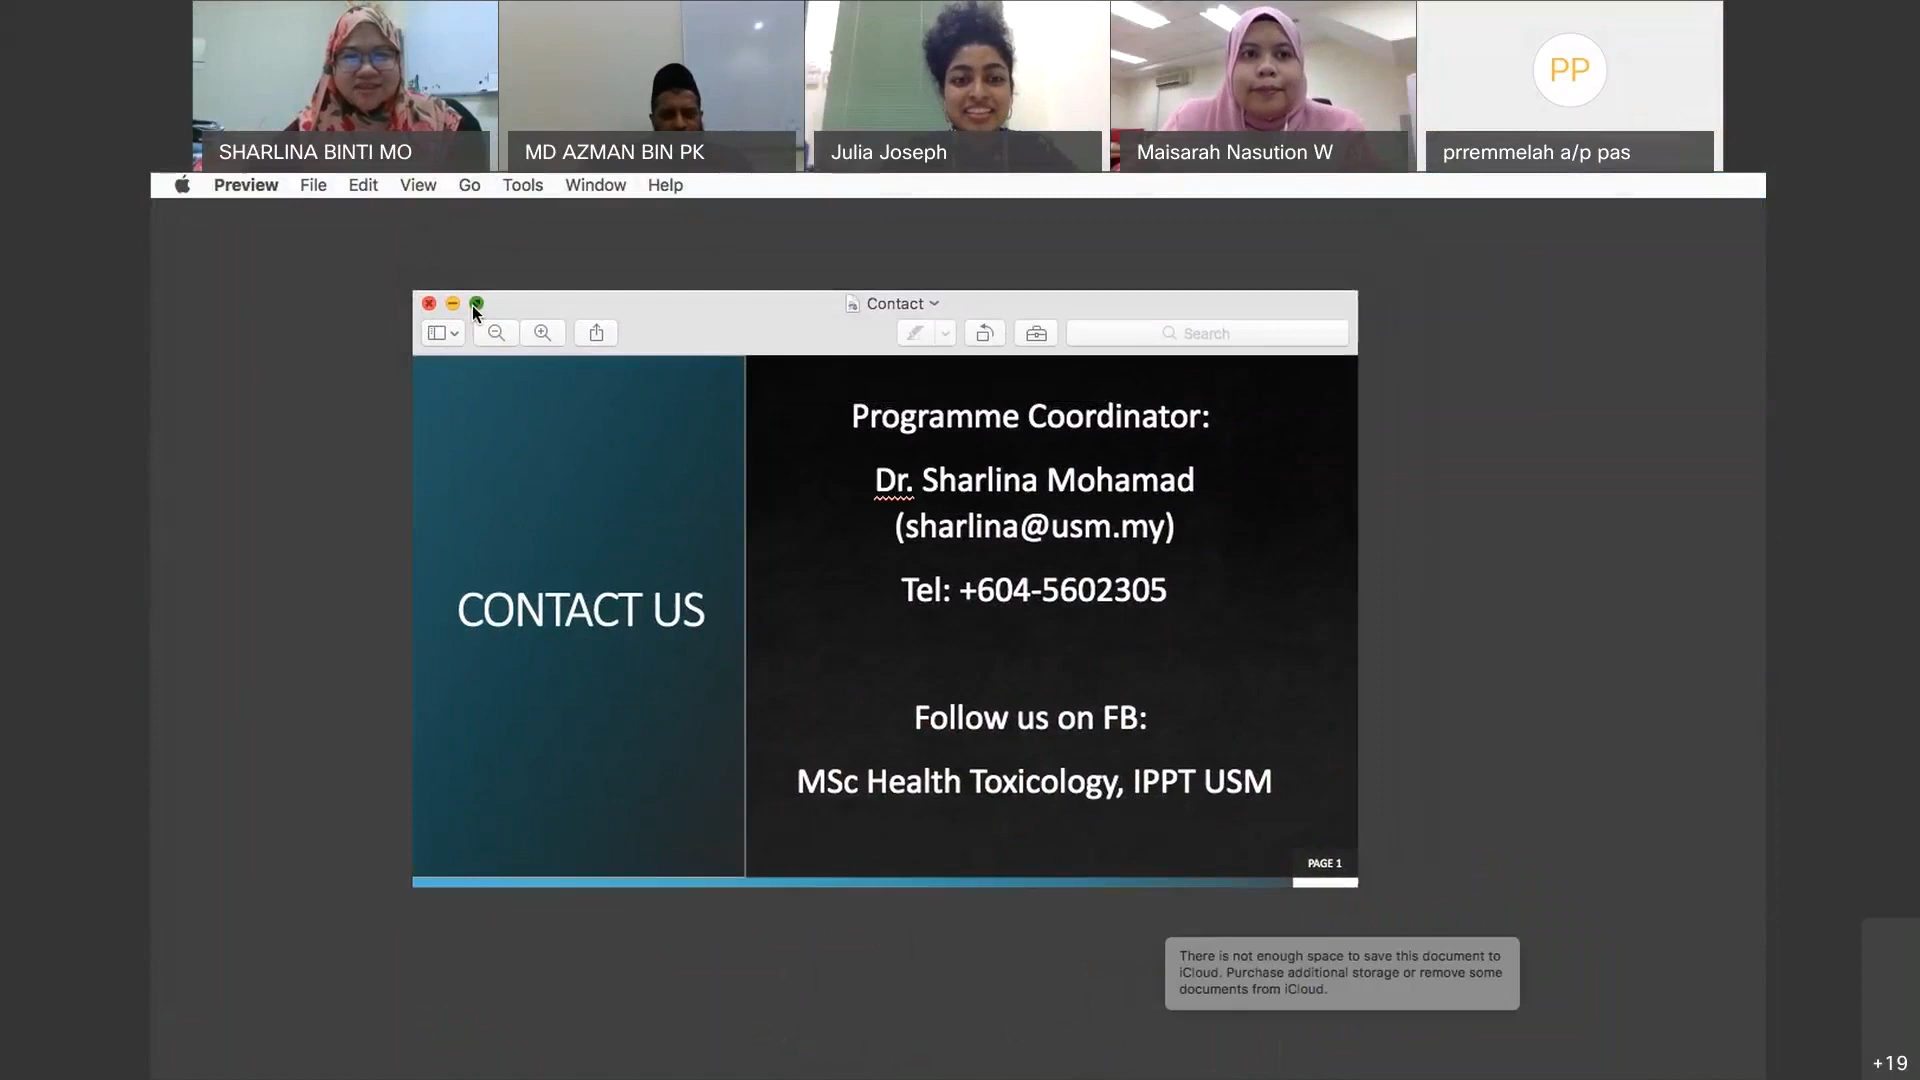 SHARLINA BINTI MO
MD AZMAN BIN PK
Julia Joseph
Maisarah Nasution W
PP
prremmelah a/p pas
Preview File Edit View Go Tools Window Help
Contact
Search
CONTACT US
Programme Coordinator:
Dr. Sharlina Mohamad
(sharlina@usm.my)
Tel: +604-5602305
Follow us on FB:
MSc Health Toxicology, IPPT USM
PAGE 1
There is not enough space to save this document to
iCloud. Purchase additional storage or remove some
documents from iCloud.
+19